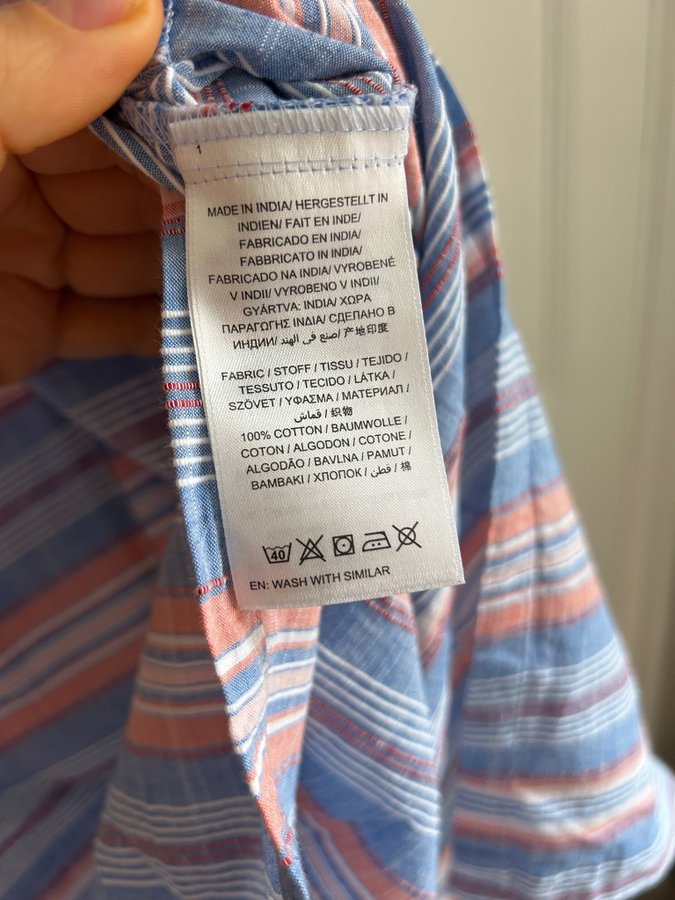 1
MADE IN INDIA/ HERGESTELLT IN
INDIEN/ FAIT EN INDE/
FABRICADO EN INDIA/
FABBRICATO IN INDIA/
FABRICADO NA INDIA/ VYROBENÉ
V INDII/ VYROBENO V INDII/
GYÁRTVA: INDIA/ ΧΩΡΑ
ΠΑΡΑΓΩΓΗΣ ΙΝΔΙΑ/ СДЕЛАНО В
ИНДИИ/ صنع في الهند /产地印度
FABRIC / STOFF / TISSU / TEJIDO /
TESSUTO / TECIDO / LÁTKA /
SZÖVET / ΥΦΑΣΜΑ / МАТЕРИАЛ /
قماش / 织物
100% COTTON / BAUMWOLLE /
COTON / ALGODON / COTONE /
ALGODÃO / BAVLNA / PAMUT /
BAMBAKI / ХЛОПОК / قطن / 棉
40
EN: WASH WITH SIMILAR